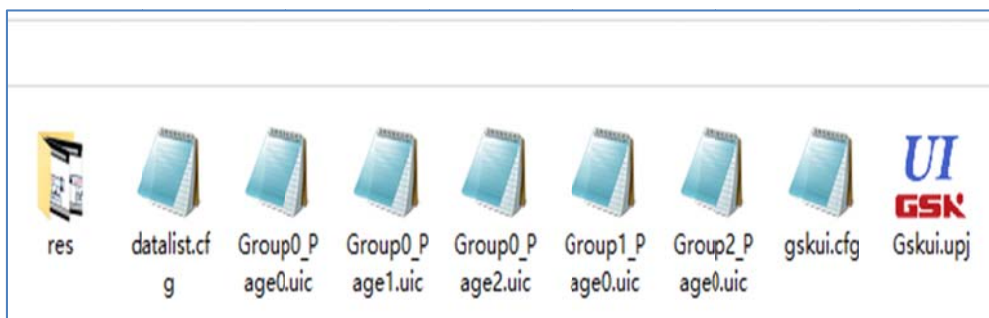 UI
GSK
res
datalist.cf
g
Group0_P
age0.uic
Group0_P
age1.uic
Group0_P
age2.uic
Group1_P
age0.uic
Group2_P
age0.uic
gskui.cfg
Gskui.upj